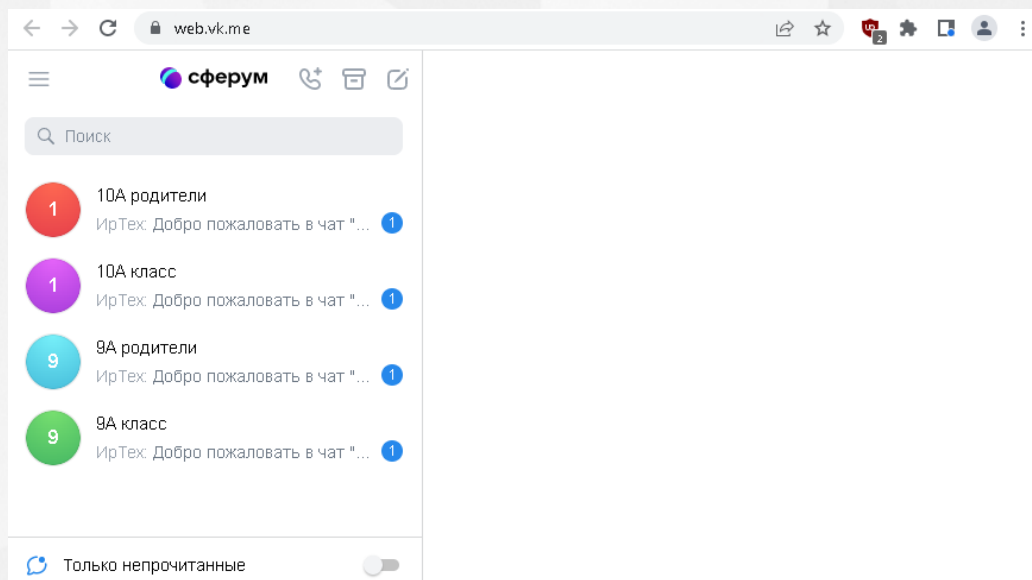 web.vk.me
2
сферум
Поиск
1
10А родители
ИрТех: Добро пожаловать в чат "...
1
1
10А класс
ИрТех: Добро пожаловать в чат "...
1
9
9А родители
ИрТех: Добро пожаловать в чат "...
1
9
9А класс
ИрТех: Добро пожаловать в чат "...
1
Только непрочитанные